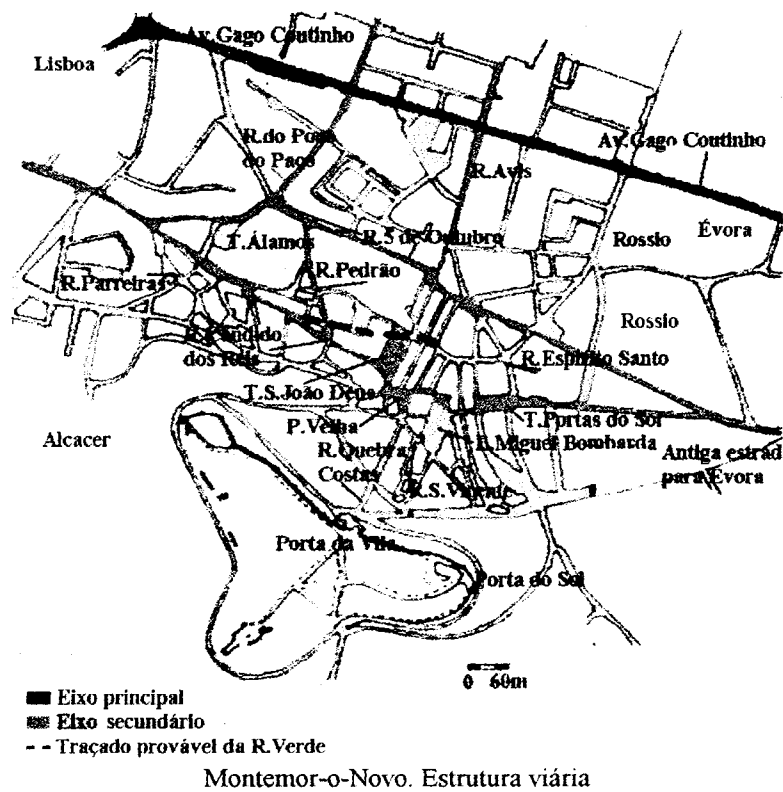 Av.Gago Coutinho
Lisboa
R.do Poço
do Paços
Av.Gago Coutinho
R.Avis
T.Álamos
R.5 de Outubro
Rossio
Évora
R.Pedrão
R.Parreiras
dos Reis
Rossio
R.Espírito Santo
T.S.João Deus
P.Velha
T.Portas do Sol
Alcacer
R.Quebra
Costas
Miguel Bombarda
Antiga estrad
para Évora
R.S.Vicente
Porta da Vila
Porta do Sol
0 60m
Eixo principal
Eixo secundário
Traçado provável da R.Verde
Montemor-o-Novo. Estrutura viária